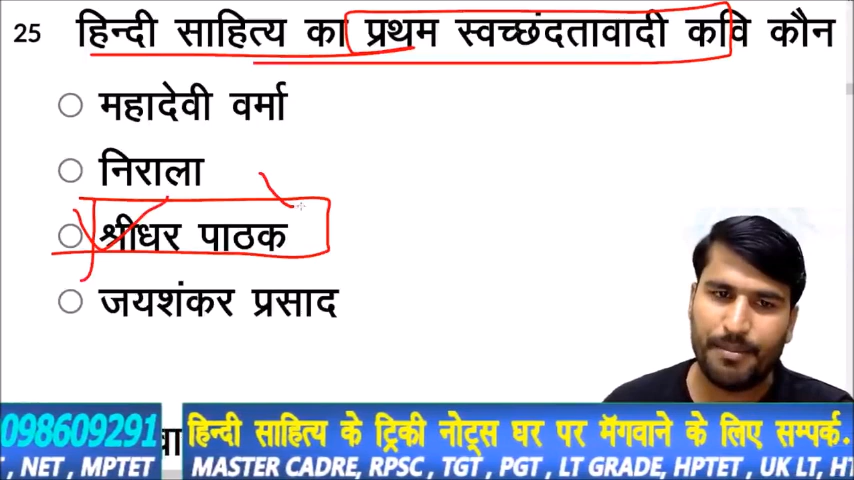 25 हिन्दी साहित्य का प्रथम स्वच्छंदतावादी कवि कौन
महादेवी वर्मा
निराला
श्रीधर पाठक
जयशंकर प्रसाद
098609291 हिन्दी साहित्य के ट्रिकी नोट्स घर पर मॅगवाने के लिए सम्पर्क.
, NET, MPTET MASTER CADRE, RPSC, TGT, PGT, LT GRADE, HPTET, UK LT, HT